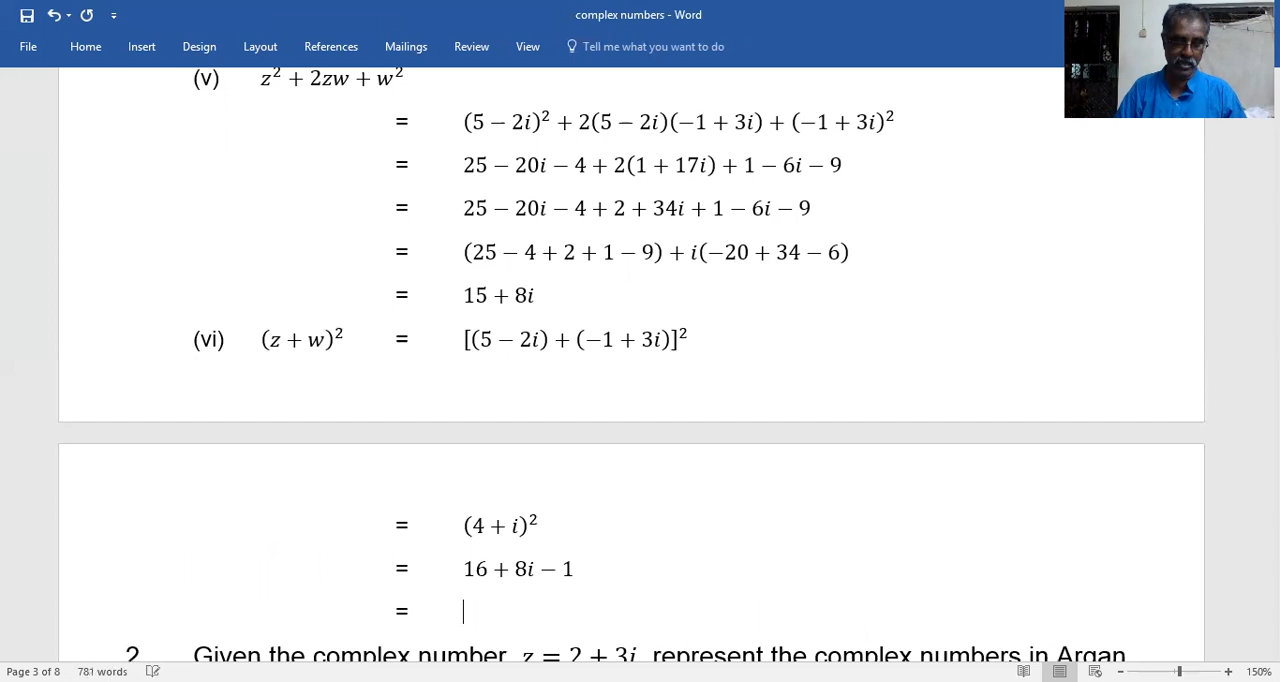 complex numbers - Word
File Home Insert Design Layout References Mailings Review View Tell me what you want to do
(v) z² + 2zw + w²
= (5 − 2i)² + 2(5 − 2i)(−1 + 3i) + (−1 + 3i)²
= 25 − 20i − 4 + 2(1 + 17i) + 1 − 6i − 9
= 25 − 20i − 4 + 2 + 34i + 1 − 6i − 9
= (25 − 4 + 2 + 1 − 9) + i(−20 + 34 − 6)
= 15 + 8i
(vi) (z + w)² = [(5 − 2i) + (−1 + 3i)]²
= (4 + i)²
= 16 + 8i − 1
=
2 Given the complex number z = 2 + 3i represent the complex numbers in Argan
Page 3 of 8 781 words 150%